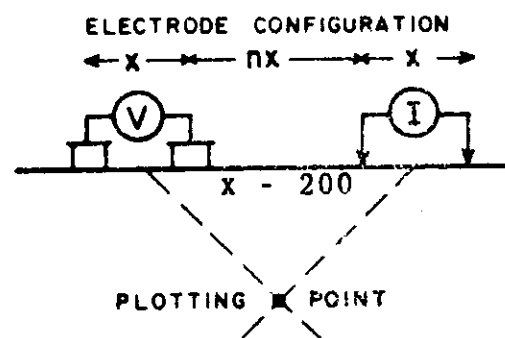 ELECTRODE CONFIGURATION
x nx x
V I
x - 200
PLOTTING POINT